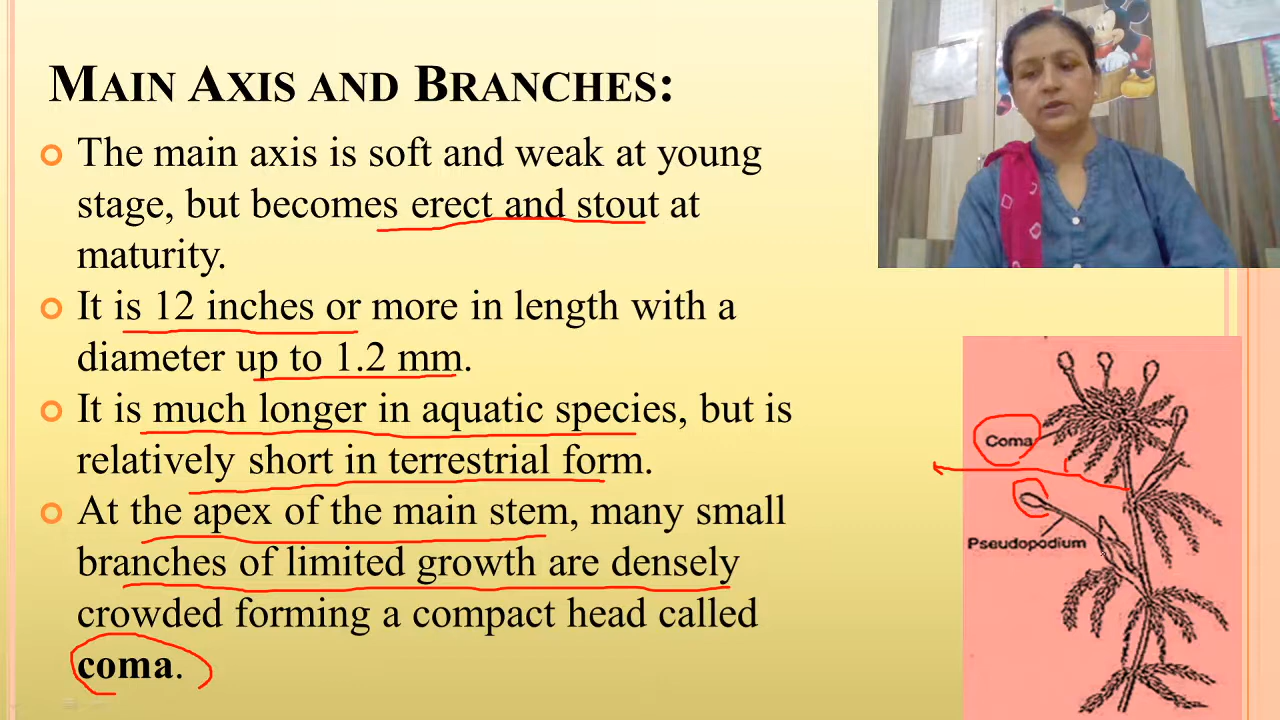 MAIN AXIS AND BRANCHES:
The main axis is soft and weak at young
stage, but becomes erect and stout at
maturity.
It is 12 inches or more in length with a
diameter up to 1.2 mm.
It is much longer in aquatic species, but is
relatively short in terrestrial form.
At the apex of the main stem, many small
branches of limited growth are densely
crowded forming a compact head called
coma.
Coma
Pseudopodium